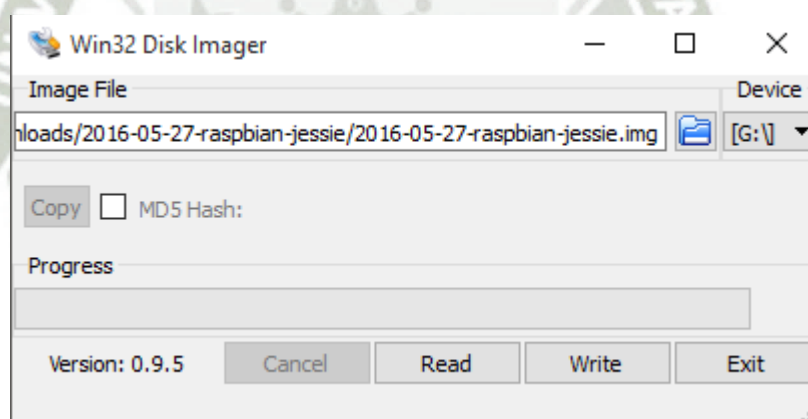 Win32 Disk Imager
Image File Device
nloads/2016-05-27-raspbian-jessie/2016-05-27-raspbian-jessie.img [G:\]
Copy MD5 Hash:
Progress
Version: 0.9.5 Cancel Read Write Exit